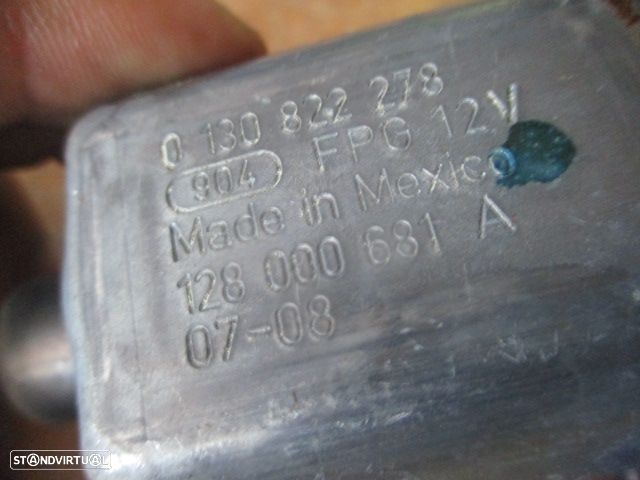 0 130 822 278
904 FPG 12V
Made in Mexico
128 000 681 A
07-08
STANDVIRTUAL